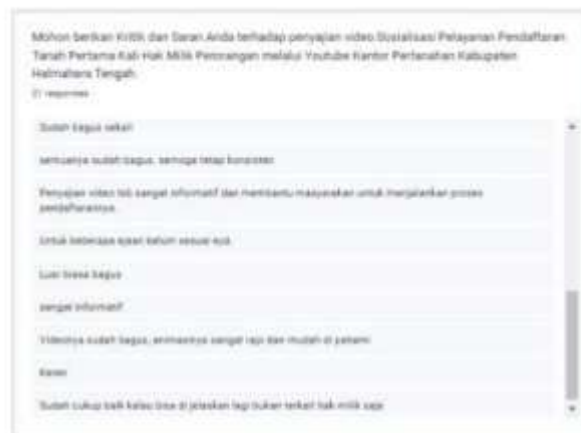 Mohon berikan Kritik dan Saran Anda terhadap penyajian video Sosialisasi Pelayanan Pendaftaran
Tanah Pertama Kali Hak Milik Perorangan melalui Youtube Kantor Pertanahan Kabupaten
Halmahera Tengah.
responses
Sudah bagus sekali
semuanya sudah bagus, semoga tetap konsisten
Penyajian video sangat informatif dan membantu masyarakat untuk menjalankan proses
pendaftarannya.
Untuk beberapa ejaan belum sesuai eyd.
Luar biasa bagus
sangat informatif
Videonya sudah bagus, animasinya sangat rapi dan mudah di pahami
Keren
Sudah cukup baik kalau bisa di jelaskan lagi bukan terkait hak milik saja